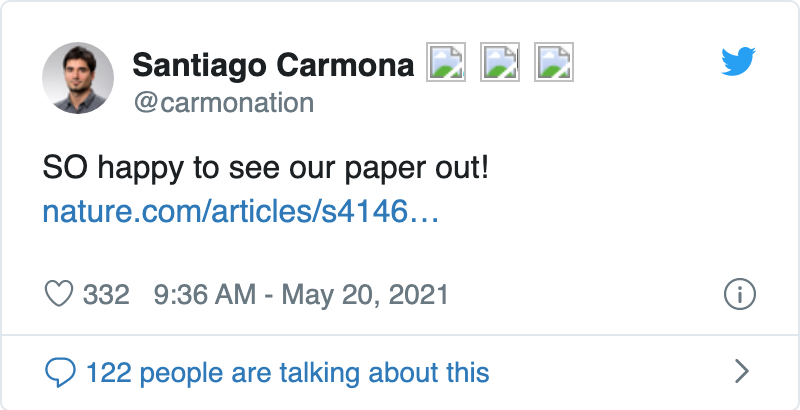 Santiago Carmona
@carmonation
SO happy to see our paper out!
nature.com/articles/s4146…
332 9:36 AM - May 20, 2021
122 people are talking about this